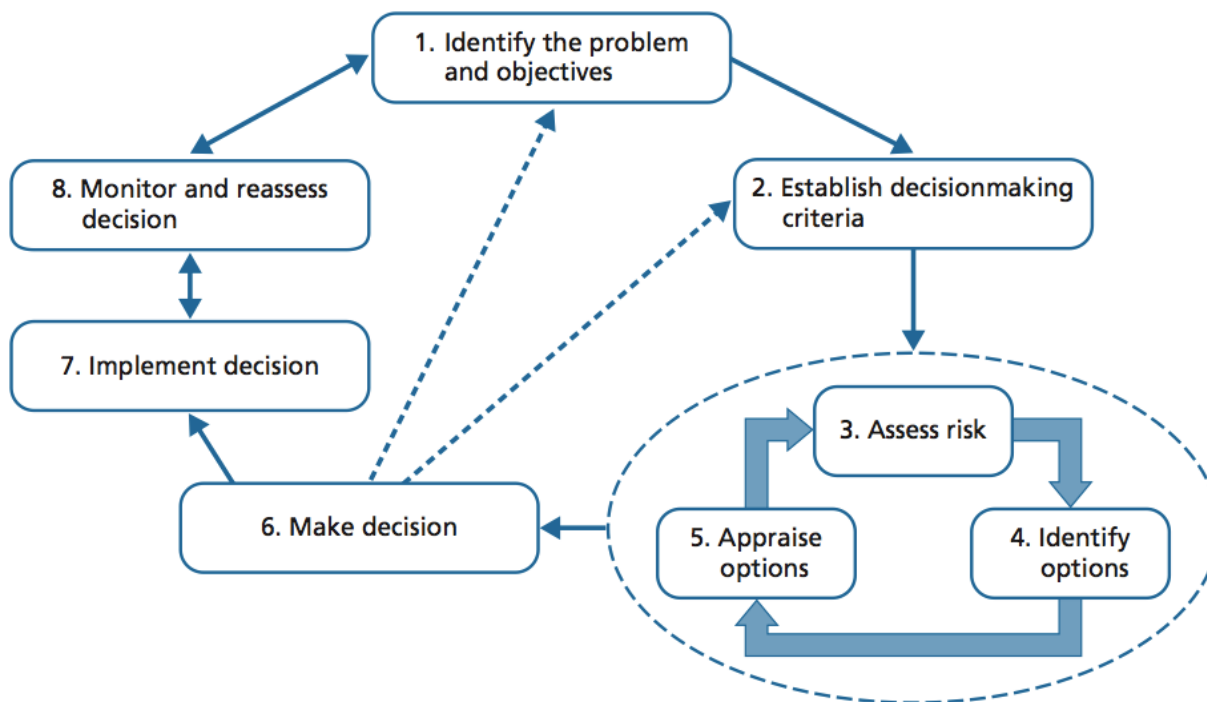 1. Identify the problem
and objectives
8. Monitor and reassess
decision
2. Establish decisionmaking
criteria
7. Implement decision
3. Assess risk
6. Make decision
5. Appraise
options
4. Identify
options